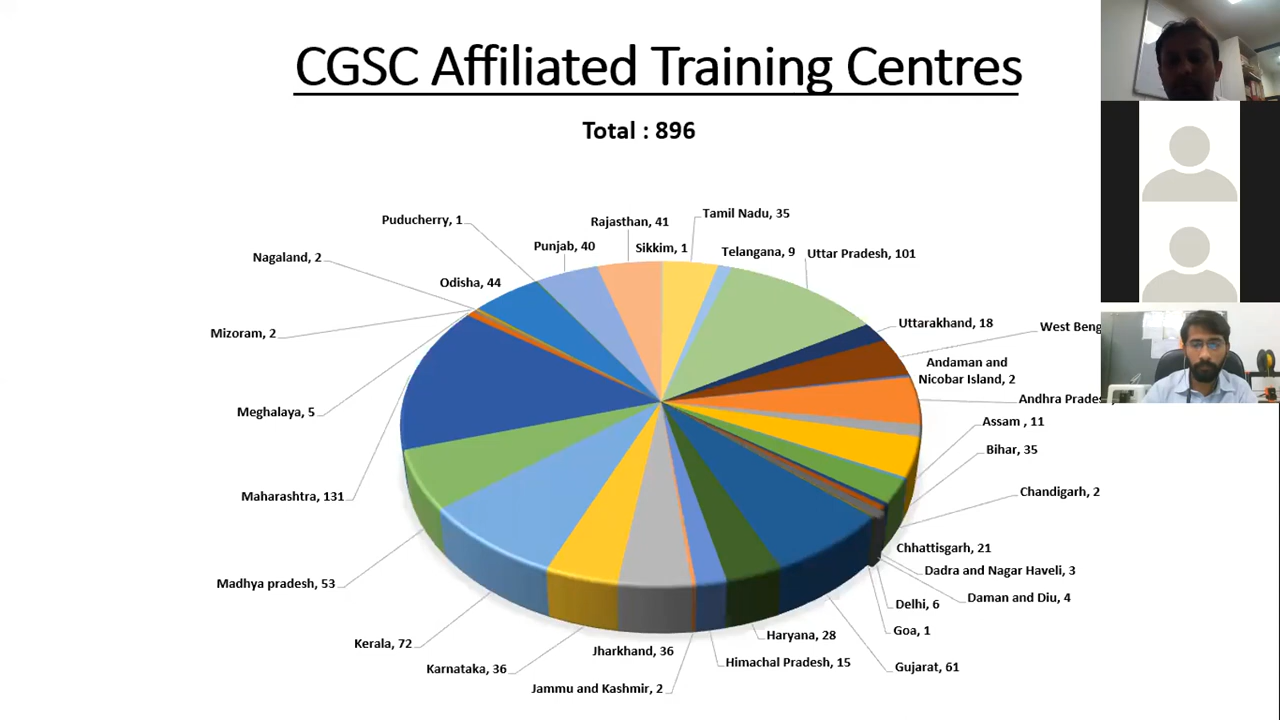 CGSC Affiliated Training Centres
Total : 896
Tamil Nadu, 35
Puducherry, 1
Rajasthan, 41
Punjab, 40
Sikkim, 1
Telangana, 9
Uttar Pradesh, 101
Nagaland, 2
Odisha, 44
Uttarakhand, 18
West Beng
Mizoram, 2
Andaman and
Nicobar Island, 2
Andhra Prades
Meghalaya, 5
Assam , 11
Bihar, 35
Chandigarh, 2
Maharashtra, 131
Chhattisgarh, 21
Dadra and Nagar Haveli, 3
Madhya pradesh, 53
Daman and Diu, 4
Delhi, 6
Goa, 1
Haryana, 28
Kerala, 72
Jharkhand, 36
Himachal Pradesh, 15
Gujarat, 61
Karnataka, 36
Jammu and Kashmir, 2